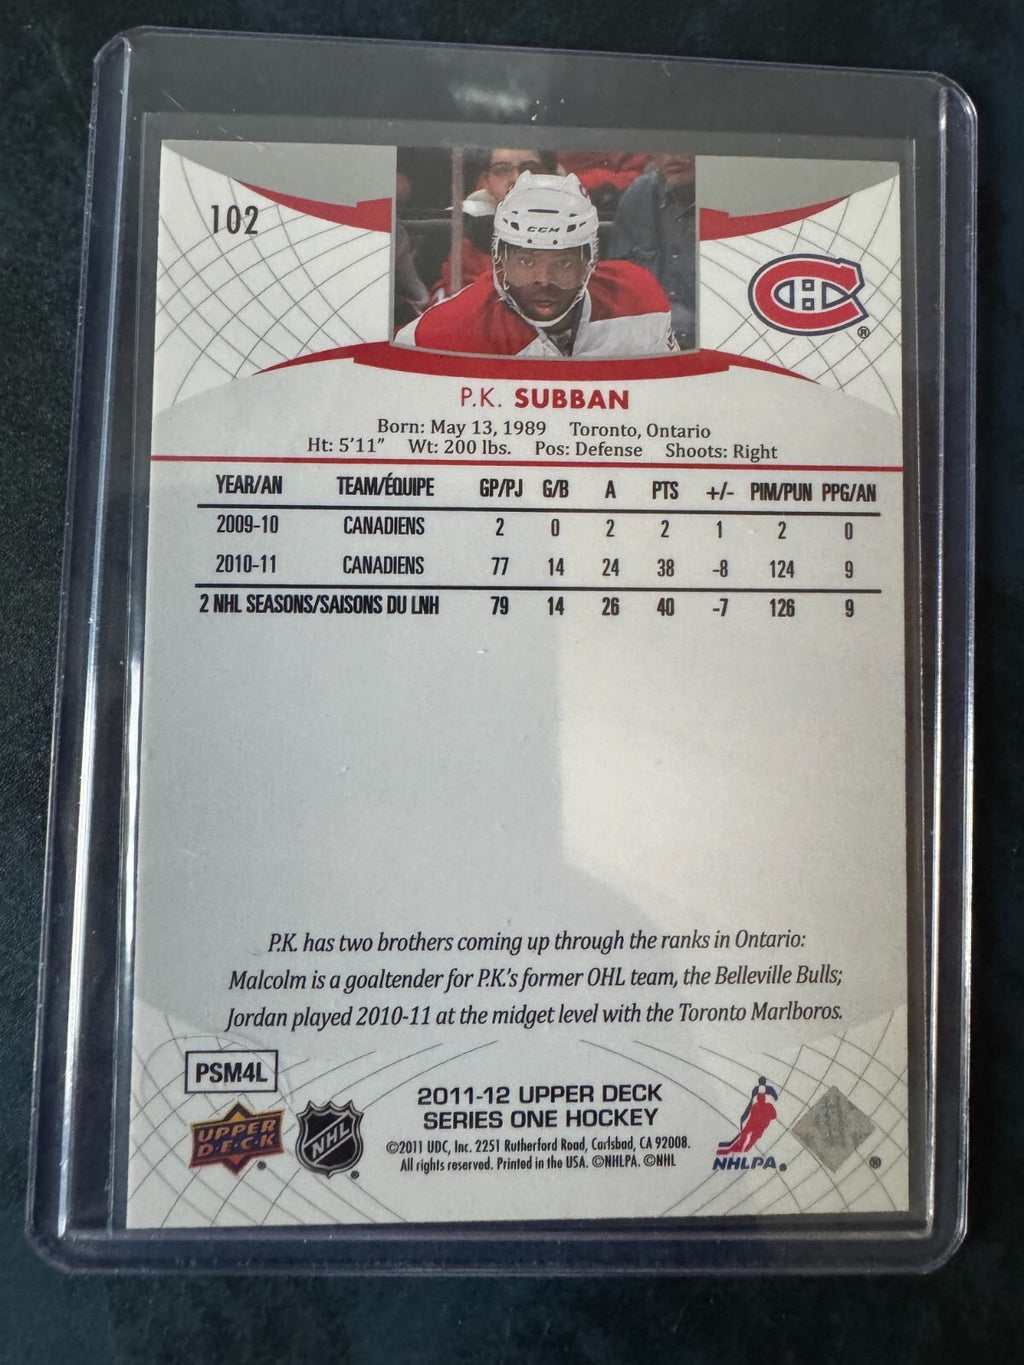 102
CCM
®
P.K. SUBBAN
Born: May 13, 1989 Toronto, Ontario
Ht: 5'11" Wt: 200 lbs. Pos: Defense Shoots: Right
YEAR/AN TEAM/ÉQUIPE GP/PJ G/B A PTS +/- PIM/PUN PPG/AN
2009-10 CANADIENS 2 0 2 2 1 2 0
2010-11 CANADIENS 77 14 24 38 -8 124 9
2 NHL SEASONS/SAISONS DU LNH 79 14 26 40 -7 126 9
P.K. has two brothers coming up through the ranks in Ontario:
Malcolm is a goaltender for P.K.'s former OHL team, the Belleville Bulls;
Jordan played 2010-11 at the midget level with the Toronto Marlboros.
PSM4L
UPPER
D·E·C·K
®
NHL
®
2011-12 UPPER DECK
SERIES ONE HOCKEY
©2011 UDC, Inc. 2251 Rutherford Road, Carlsbad, CA 92008.
All rights reserved. Printed in the USA. ©NHLPA. ©NHL
NHLPA®
®